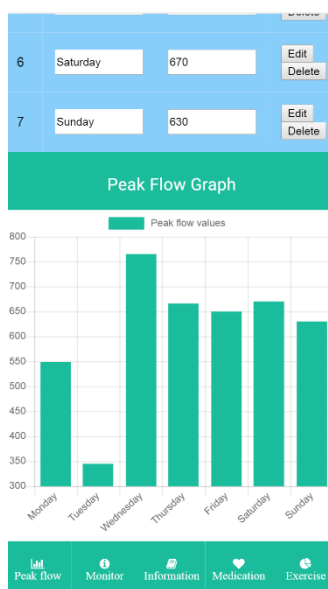 Delete
6 Saturday 670 Edit
Delete
7 Sunday 630 Edit
Delete
Peak Flow Graph
Peak flow values
800
750
700
650
600
550
500
450
400
350
300
Monday Tuesday Wednesday Thursday Friday Saturday Sunday
Peak flow Monitor Information Medication Exercise